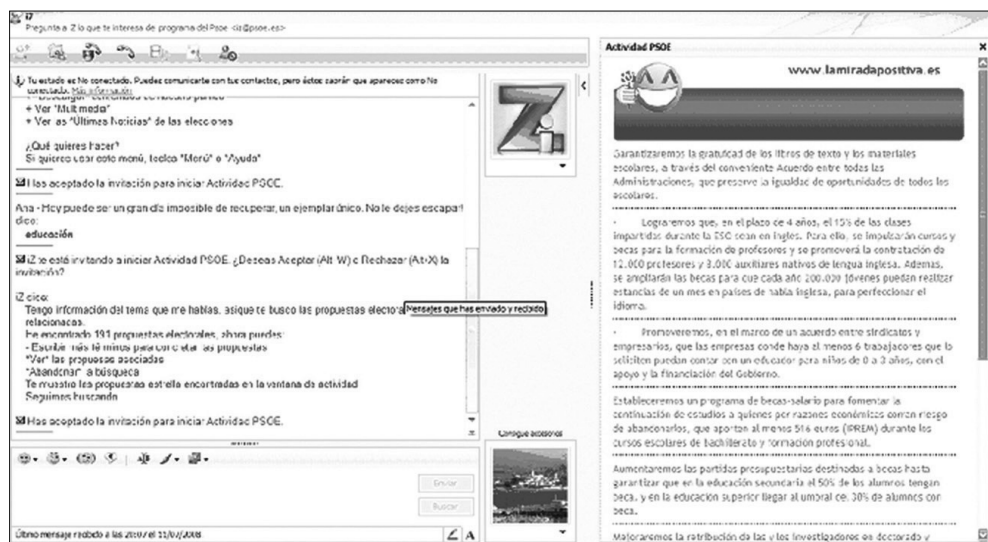 iZ
Pregunta a iZ lo que te interesa de programa del Psoe <iz@psoe.es>
Tu estado es No conectado. Puedes comunicarte con tus contactos, pero éstos sabrán que apareces como No
conectado. Más información
+ Ver "Multimedia"
+ Ver las "Últimas Noticias" de las elecciones
¿Qué quieres hacer?
Si quieres usar este menú, teclea "Menú" o "Ayuda"
Has aceptado la invitación para iniciar Actividad PSOE.
Ana - Hoy puede ser un gran día imposible de recuperar, un ejemplar único. No le dejes escapar!
dice:
educación
iZ te está invitando a iniciar Actividad PSOE. ¿Deseas Aceptar (Alt+W) o Rechazar (Alt+X) la
invitación?
iZ dice:
Tengo información del tema que me hablas, asique te busco las propuestas electora
Mensajes que has enviado y recibido
relacionadas.
He encontrado 191 propuestas electorales, ahora puedes:
- Escribir más términos para concretar las propuestas
"Ver" las propuesas asociadas
"Abandonar" a búsqueda
Te muestro las propuestas estrella encontradas en la ventana de actividad
Seguimos buscando
Has aceptado la invitación para iniciar Actividad PSOE.
Consigue accesorios
Enviar
Buscar
Último mensaje recibido a las 20:07 el 11/07/2008
A
Actividad PSOE
www.lamiradapositiva.es
Garantizaremos la gratuidad de los libros de texto y los materiales
escolares, a través del conveniente Acuerdo entre todas las
Administraciones, que preserve la igualdad de oportunidades de todos los
escolares.
- Lograremos que, en el plazo de 4 años, el 15% de las clases
impartidas durante la ESO sean en ingles. Para ello, se impulsarán cursos y
becas para la formación de profesores y se promoverá la contratación de
12.000 profesores y 3.000 auxiliares nativos de lengua inglesa. Ademas,
se ampliarán las becas para que cada año 200.000 jóvenes puedan realizar
estancias de un mes en países de habla inglesa, para perfeccionar el
idioma.
- Promoveremos, en el marco de un acuerdo entre sindicatos y
empresarios, que las empresas donde haya al menos 6 trabajadores que lo
soliciten puedan contar con un educador para niños de 0 a 3 años, con el
apoyo y la financiación del Gobierno.
Estableceremos un programa de becas-salario para fomentar la
continuación de estudios a quienes por razones económicas corran riesgo
de abandonarlos, que aporten al menos 516 euros (IPREM) durante los
cursos escolares de bachillerato y formación profesional.
Aumentaremos las partidas presupuestarias destinadas a becas hasta
garantizar que en la educación secundaria el 50% de los alumnos tengan
beca, y en la educación superior llegar al umbral del 30% de alumnos con
beca.
Mejoraremos la retribución de las y los investigadores en doctorado y